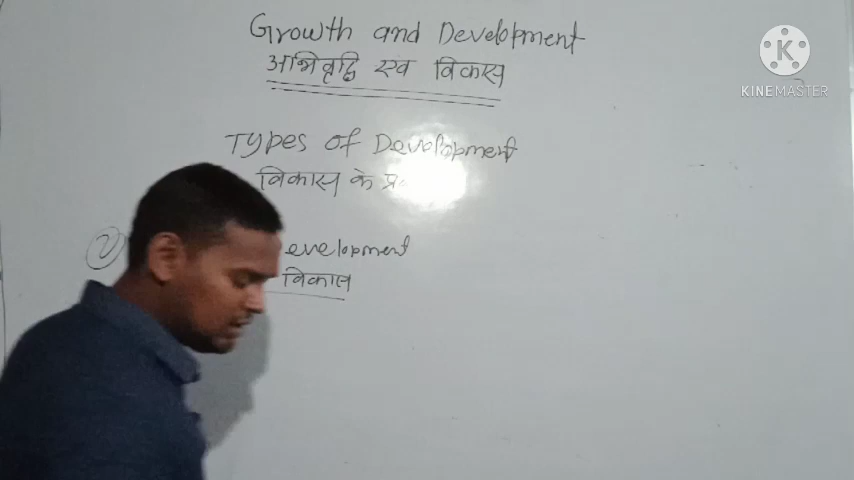 Growth and Development
अभिवृद्धि एवं विकास
Types of Development
विकास के
evelopment
विकास
KINEMASTER